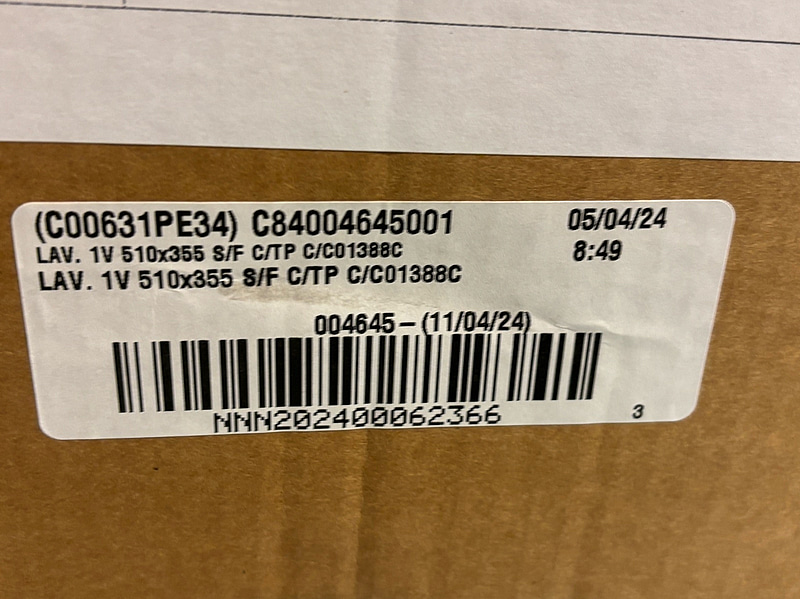 (C00631PE34) C84004645001 05/04/24
LAV. 1V 510x355 S/F C/TP C/C01388C 8:49
LAV. 1V 510x355 S/F C/TP C/C01388C
004645-(11/04/24)
NNN202400062366 3